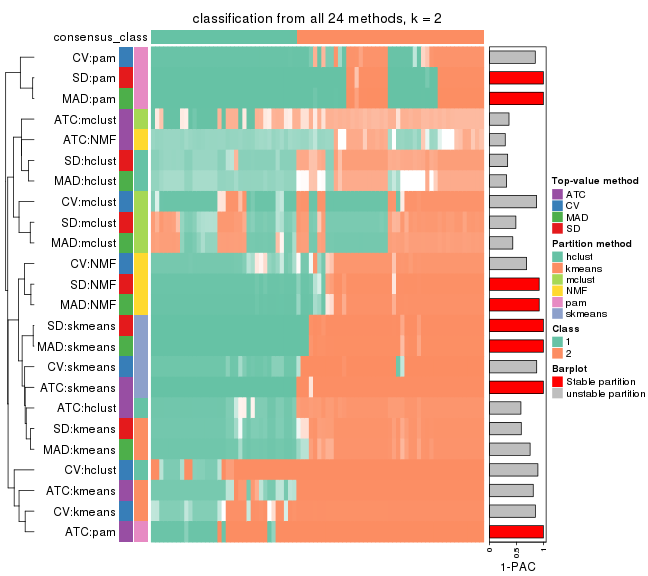 classification from all 24 methods, k = 2
consensus_class
CV:pam
SD:pam
MAD:pam
ATC:mclust
ATC:NMF
SD:hclust
MAD:hclust
CV:mclust
SD:mclust
MAD:mclust
CV:NMF
SD:NMF
MAD:NMF
SD:skmeans
MAD:skmeans
CV:skmeans
ATC:skmeans
ATC:hclust
SD:kmeans
MAD:kmeans
CV:hclust
ATC:kmeans
CV:kmeans
ATC:pam
0
0.5
1
1-PAC
Top-value method
ATC
CV
MAD
SD
Partition method
hclust
kmeans
mclust
NMF
pam
skmeans
Class
1
2
Barplot
Stable partition
unstable partition